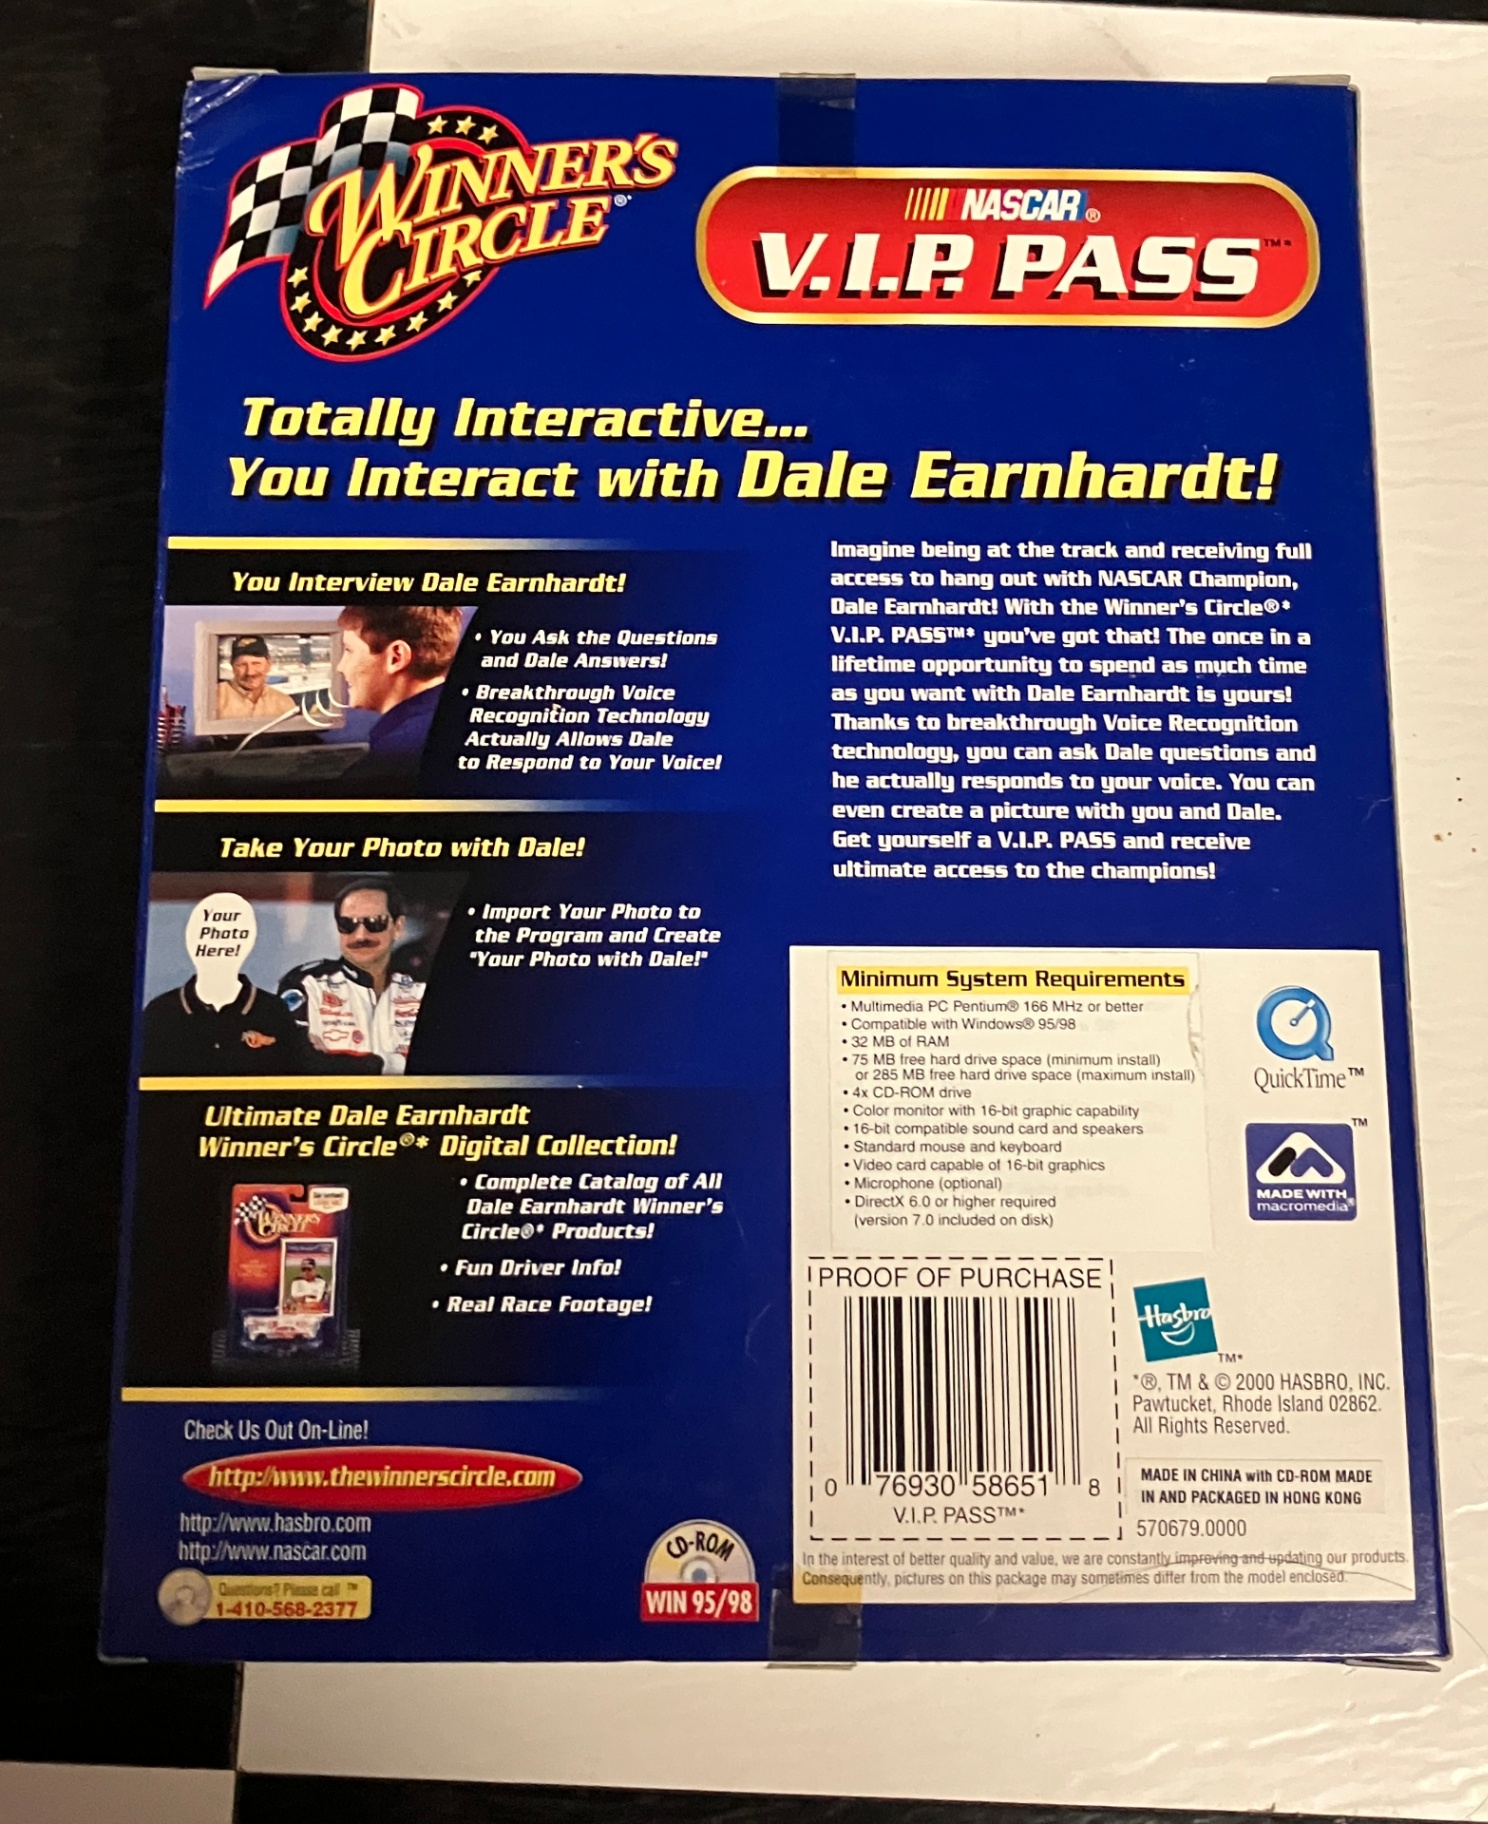 WINNER'S
CIRCLE®*
NASCAR®
V.I.P. PASS™*
Totally Interactive...
You Interact with Dale Earnhardt!
You Interview Dale Earnhardt!
• You Ask the Questions
and Dale Answers!
• Breakthrough Voice
Recognition Technology
Actually Allows Dale
to Respond to Your Voice!
Take Your Photo with Dale!
Your
Photo
Here!
• Import Your Photo to
the Program and Create
"Your Photo with Dale!"
Ultimate Dale Earnhardt
Winner's Circle®* Digital Collection!
WINNER'S
CIRCLE
• Complete Catalog of All
Dale Earnhardt Winner's
Circle®* Products!
• Fun Driver Info!
• Real Race Footage!
Check Us Out On-Line!
http://www.thewinnerscircle.com
http://www.hasbro.com
http://www.nascar.com
Questions? Please call ™
1-410-568-2377
CD-ROM
WIN 95/98
Imagine being at the track and receiving full
access to hang out with NASCAR Champion,
Dale Earnhardt! With the Winner's Circle®*
V.I.P. PASS™* you've got that! The once in a
lifetime opportunity to spend as much time
as you want with Dale Earnhardt is yours!
Thanks to breakthrough Voice Recognition
technology, you can ask Dale questions and
he actually responds to your voice. You can
even create a picture with you and Dale.
Get yourself a V.I.P. PASS and receive
ultimate access to the champions!
Minimum System Requirements
• Multimedia PC Pentium® 166 MHz or better
• Compatible with Windows® 95/98
• 32 MB of RAM
• 75 MB free hard drive space (minimum install)
or 285 MB free hard drive space (maximum install)
• 4x CD-ROM drive
• Color monitor with 16-bit graphic capability
• 16-bit compatible sound card and speakers
• Standard mouse and keyboard
• Video card capable of 16-bit graphics
• Microphone (optional)
• DirectX 6.0 or higher required
(version 7.0 included on disk)
QuickTime™
™
MADE WITH
macromedia®
PROOF OF PURCHASE
0 76930 58651 8
V.I.P. PASS™*
Hasbro
TM*
*®, TM & © 2000 HASBRO, INC.
Pawtucket, Rhode Island 02862.
All Rights Reserved.
MADE IN CHINA with CD-ROM MADE
IN AND PACKAGED IN HONG KONG
570679.0000
In the interest of better quality and value, we are constantly improving and updating our products.
Consequently, pictures on this package may sometimes differ from the model enclosed.